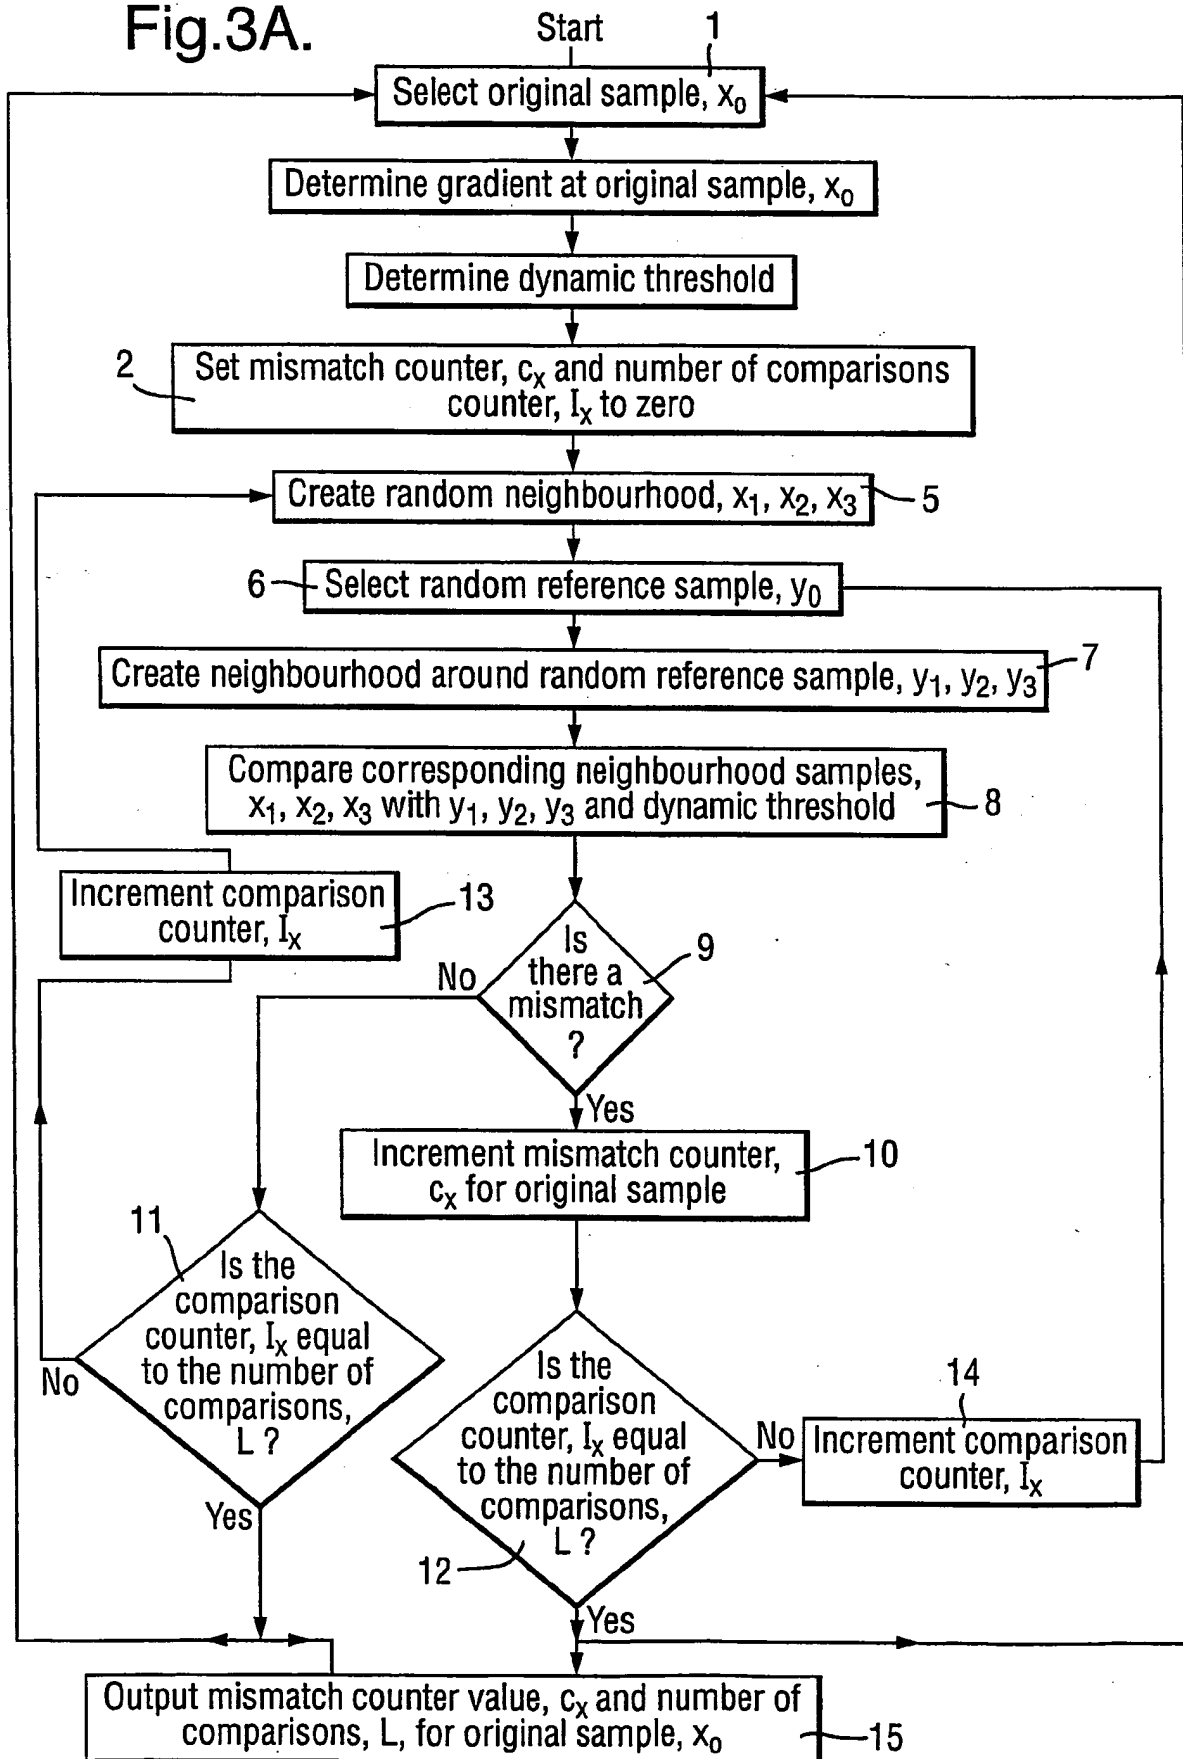 Fig.3A.
Start
1
Select original sample, x0
Determine gradient at original sample, x0
Determine dynamic threshold
2
Set mismatch counter, cx and number of comparisons
counter, Ix to zero
Create random neighbourhood, x1, x2, x3
5
6
Select random reference sample, y0
7
Create neighbourhood around random reference sample, y1, y2, y3
Compare corresponding neighbourhood samples,
x1, x2, x3 with y1, y2, y3 and dynamic threshold
8
Increment comparison
counter, Ix
13
Is
there a
mismatch
?
9
No
Yes
Increment mismatch counter,
cx for original sample
10
11
Is the
comparison
counter, Ix equal
to the number of
comparisons,
L ?
No
Yes
Is the
comparison
counter, Ix equal
to the number of
comparisons,
L ?
12
No
Yes
14
Increment comparison
counter, Ix
Output mismatch counter value, cx and number of
comparisons, L, for original sample, x0
15